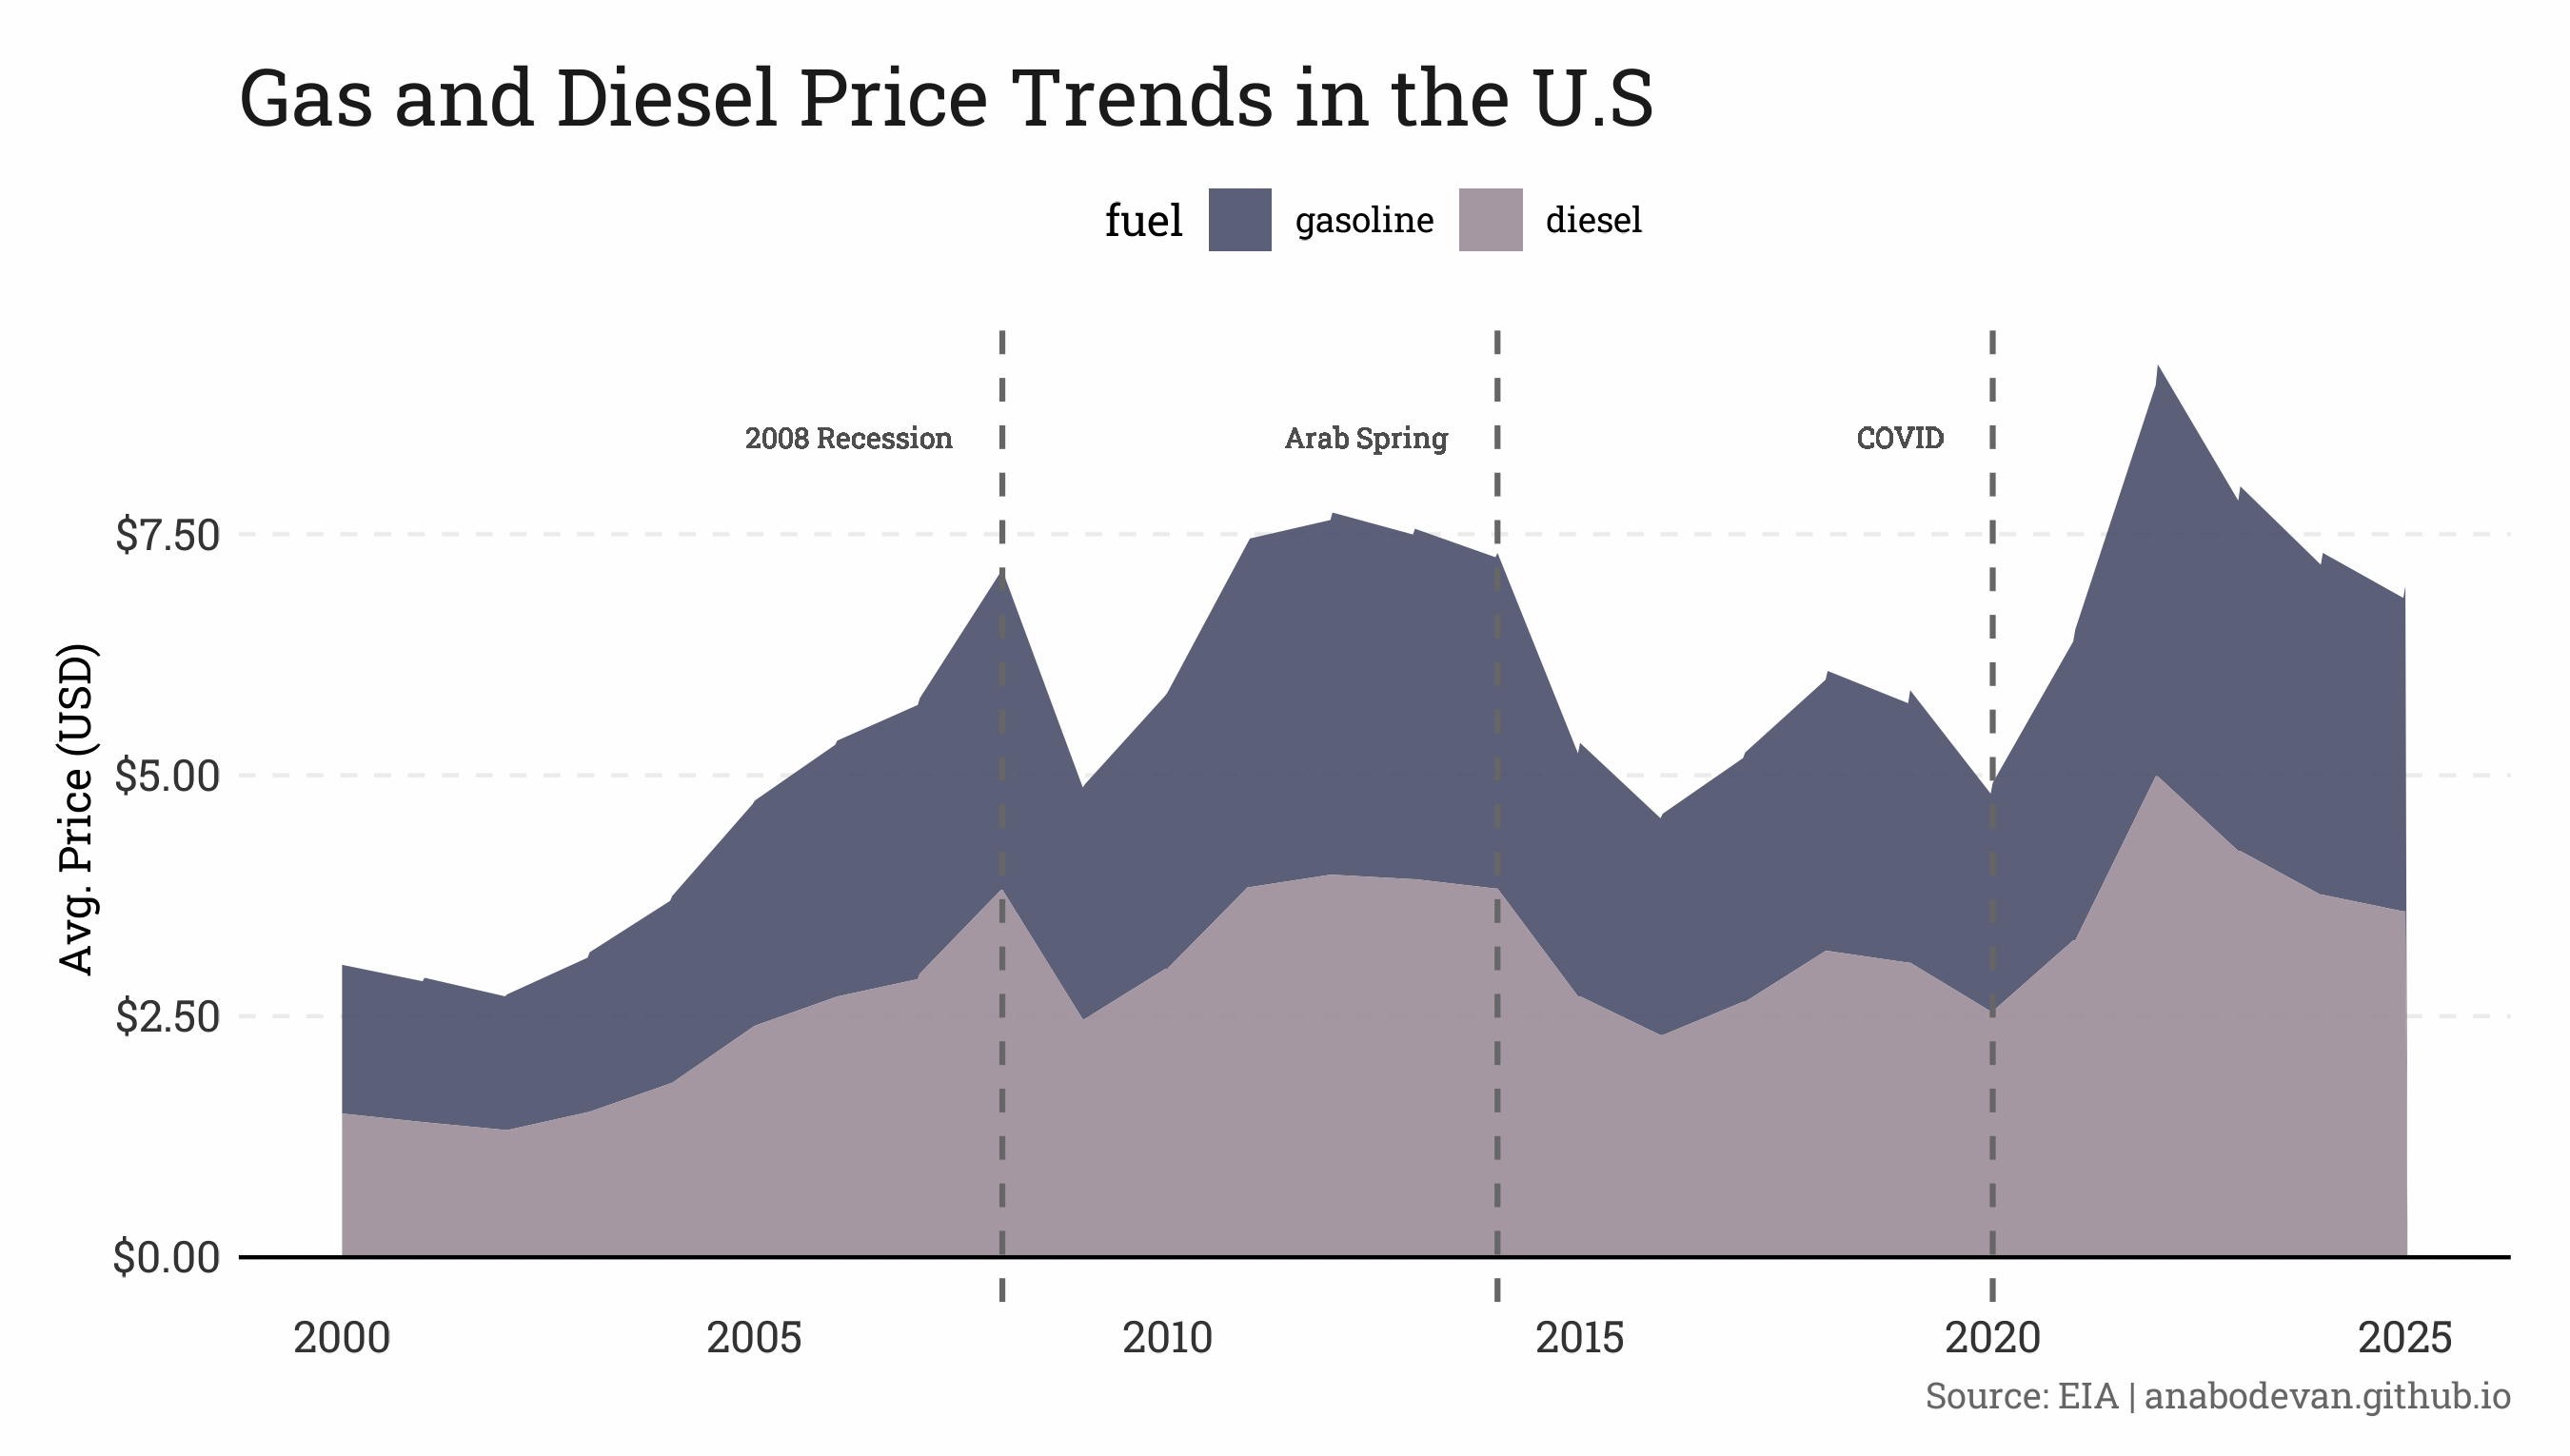 Gas and Diesel Price Trends in the U.S
fuel gasoline diesel
2008 Recession Arab Spring COVID
Avg. Price (USD)
$7.50
$5.00
$2.50
$0.00
2000 2005 2010 2015 2020 2025
Source: EIA | anabodevan.github.io